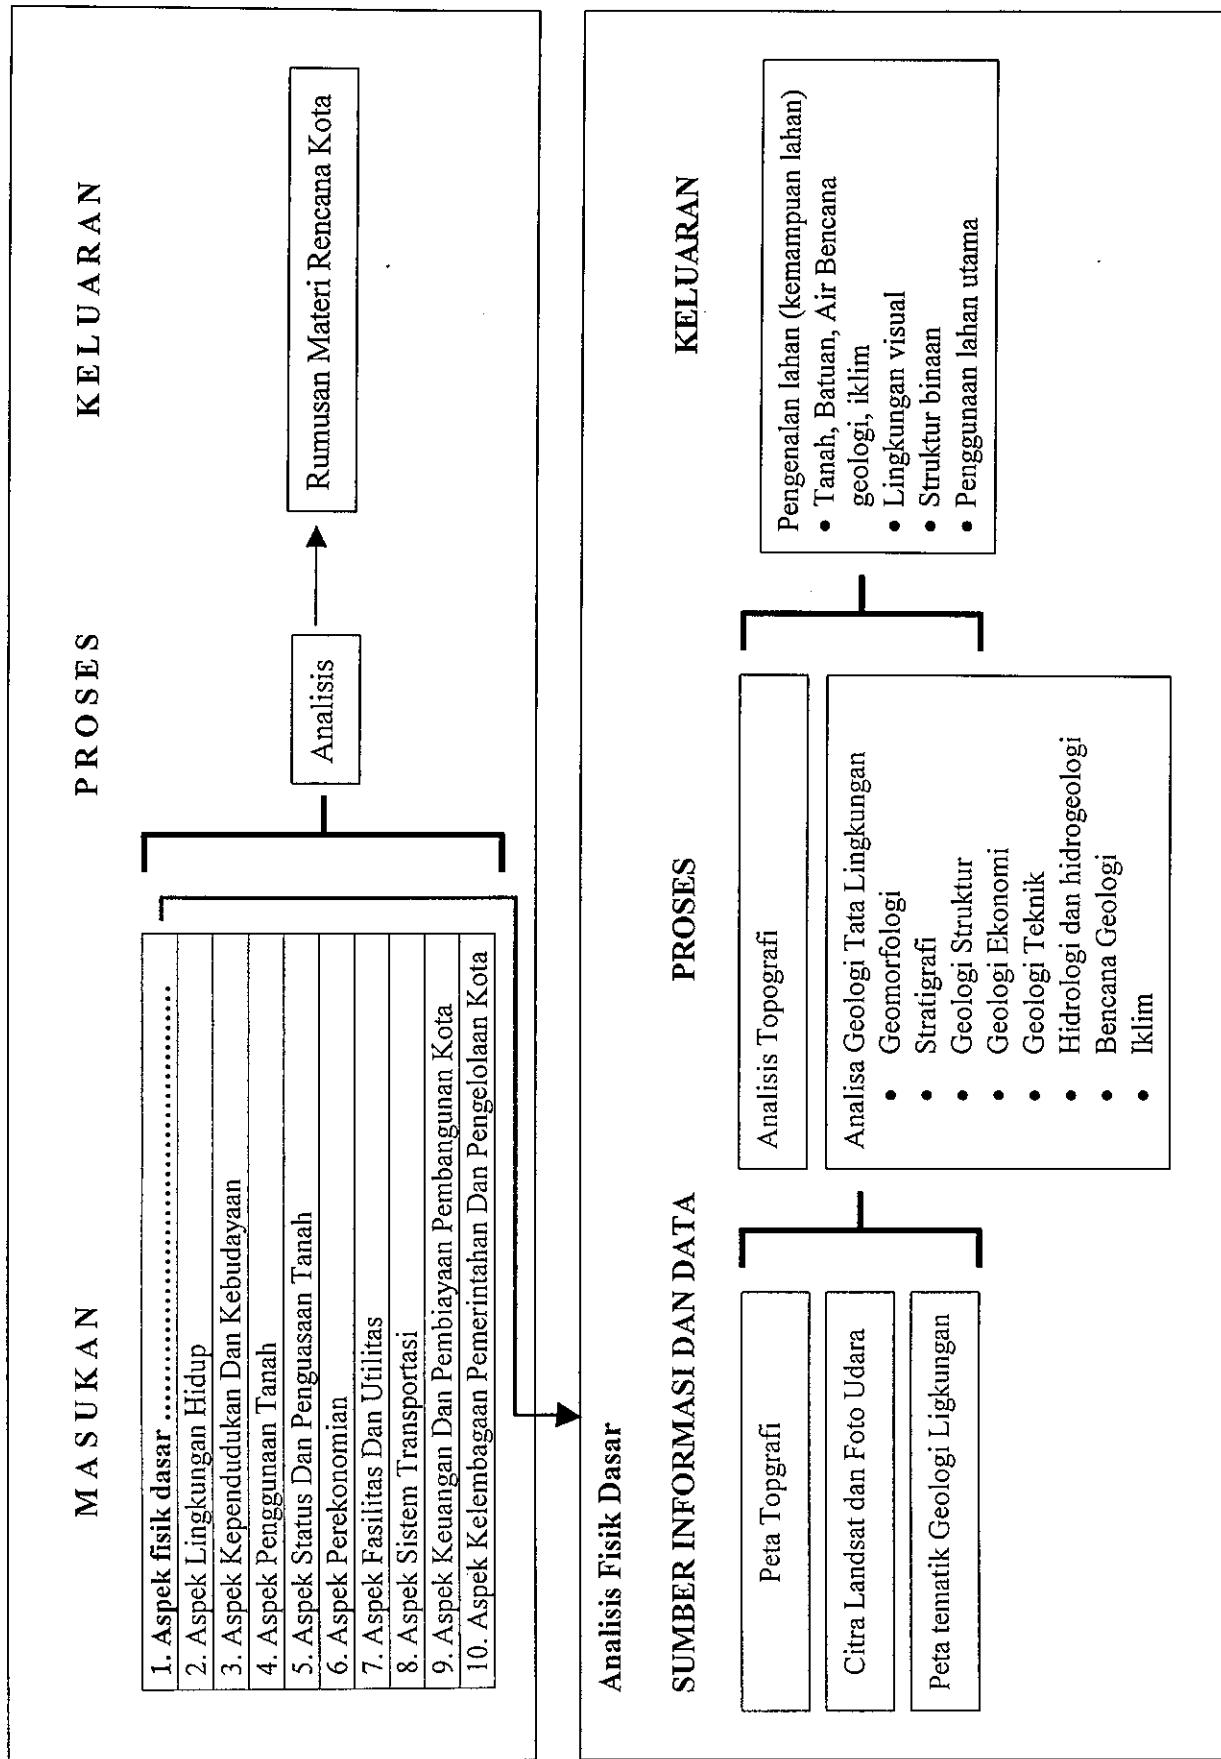 MASUKAN
PROSES
KELUARAN
1. Aspek fisik dasar ................................................
2. Aspek Lingkungan Hidup
3. Aspek Kependudukan Dan Kebudayaan
4. Aspek Penggunaan Tanah
5. Aspek Status Dan Penguasaan Tanah
6. Aspek Perekonomian
7. Aspek Fasilitas Dan Utilitas
8. Aspek Sistem Transportasi
9. Aspek Keuangan Dan Pembiayaan Pembangunan Kota
10. Aspek Kelembagaan Pemerintahan Dan Pengelolaan Kota
Analisis
Rumusan Materi Rencana Kota
Analisis Fisik Dasar
SUMBER INFORMASI DAN DATA
PROSES
KELUARAN
Peta Topgrafi
Citra Landsat dan Foto Udara
Peta tematik Geologi Ligkungan
Analisis Topografi
Analisa Geologi Tata Lingkungan
• Geomorfologi
• Stratigrafi
• Geologi Struktur
• Geologi Ekonomi
• Geologi Teknik
• Hidrologi dan hidrogeologi
• Bencana Geologi
• Iklim
Pengenalan lahan (kemampuan lahan)
• Tanah, Batuan, Air Bencana
geologi, iklim
• Lingkungan visual
• Struktur binaan
• Penggunaan lahan utama